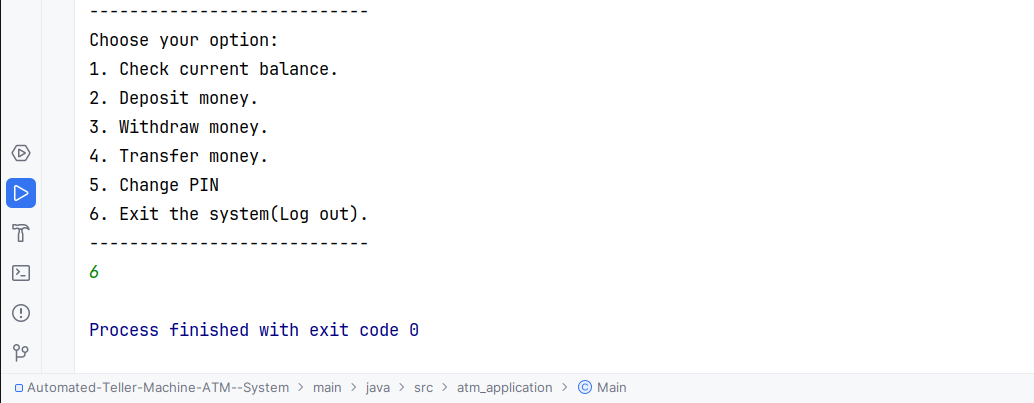 ----------------------------
Choose your option:
1. Check current balance.
2. Deposit money.
3. Withdraw money.
4. Transfer money.
5. Change PIN
6. Exit the system(Log out).
----------------------------
6
Process finished with exit code 0
Automated-Teller-Machine-ATM--System > main > java > src > atm_application > © Main